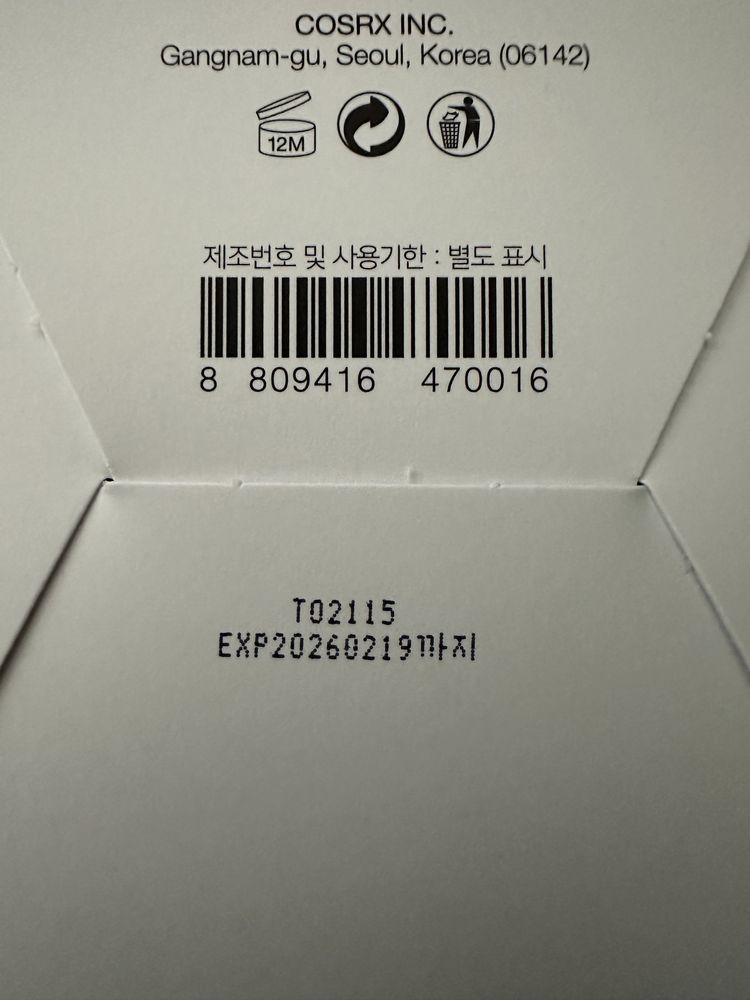 COSRX INC.
Gangnam-gu, Seoul, Korea (06142)
12M
제조번호 및 사용기한 : 별도 표시
8 809416 470016
T02115
EXP20260219까지